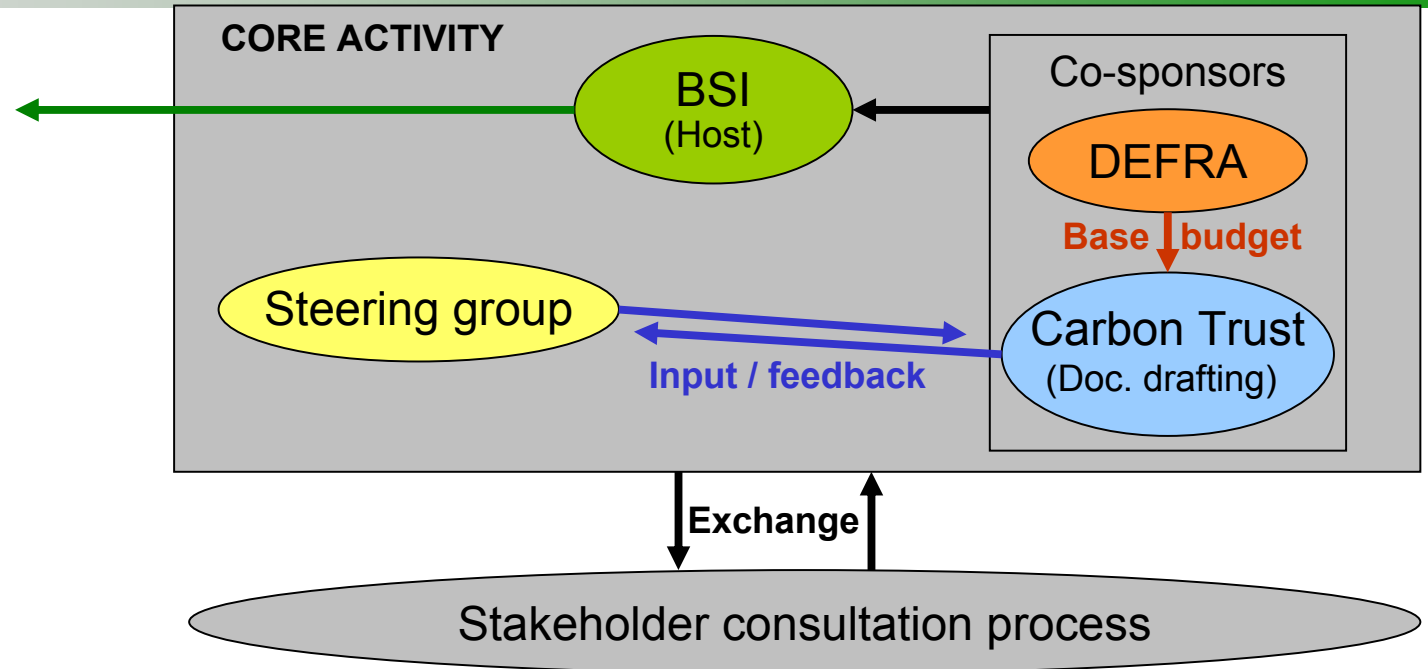 CORE ACTIVITY
BSI
(Host)
Co-sponsors
DEFRA
Base budget
Steering group
Carbon Trust
(Doc. drafting)
Input / feedback
Exchange
Stakeholder consultation process